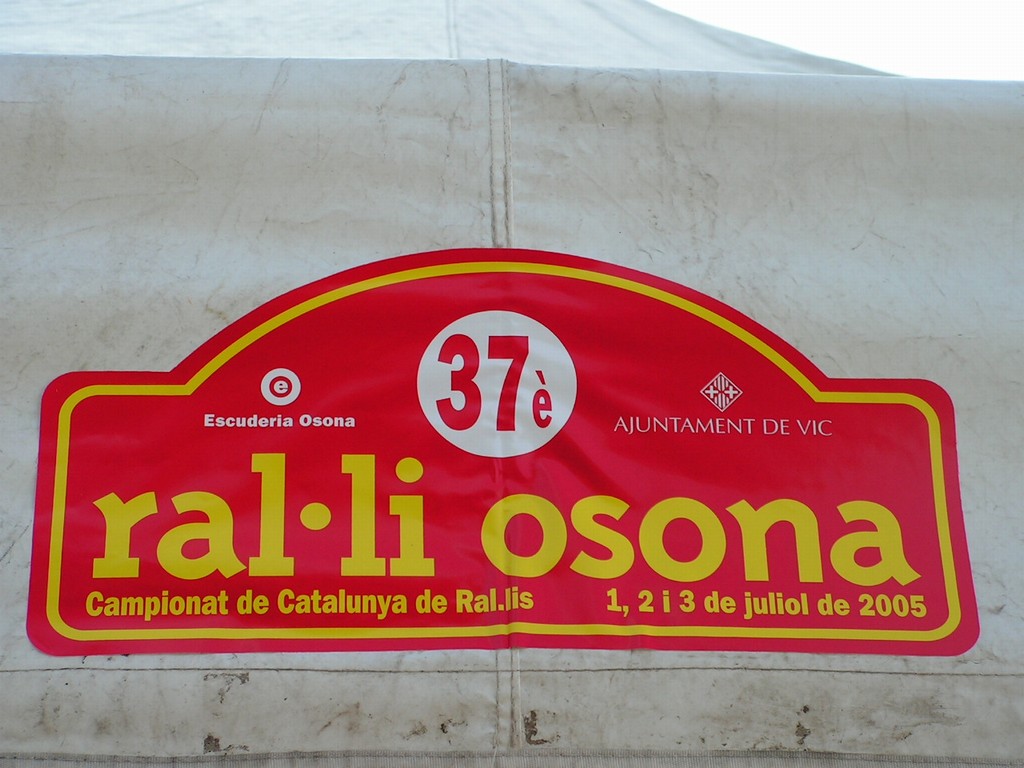 37è
e
Escuderia Osona
AJUNTAMENT DE VIC
ral·li osona
Campionat de Catalunya de Ral.lis
1, 2 i 3 de juliol de 2005